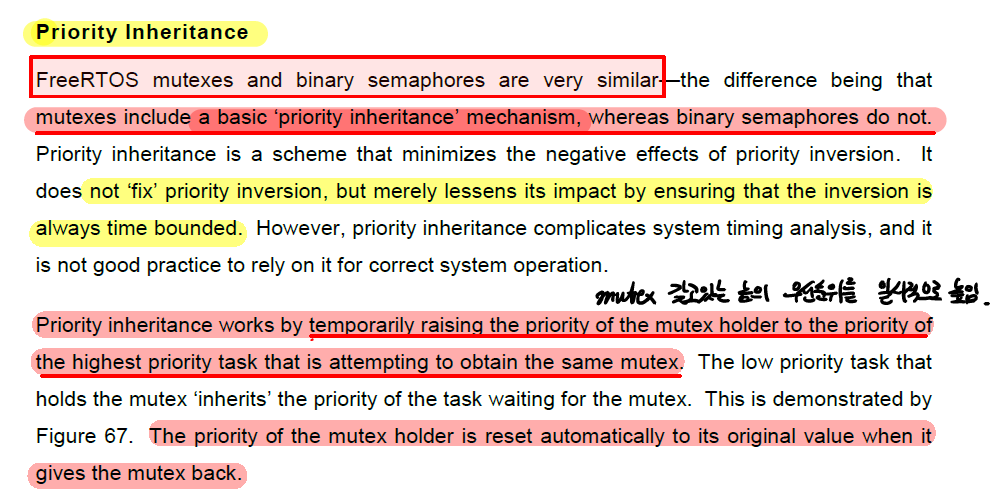 Priority Inheritance
FreeRTOS mutexes and binary semaphores are very similar—the difference being that
mutexes include a basic ‘priority inheritance’ mechanism, whereas binary semaphores do not.
Priority inheritance is a scheme that minimizes the negative effects of priority inversion.  It
does not ‘fix’ priority inversion, but merely lessens its impact by ensuring that the inversion is
always time bounded.  However, priority inheritance complicates system timing analysis, and it
is not good practice to rely on it for correct system operation.
mutex 갖고있는 놈의 우선순위를 일시적으로 높임.
Priority inheritance works by temporarily raising the priority of the mutex holder to the priority of
the highest priority task that is attempting to obtain the same mutex.  The low priority task that
holds the mutex ‘inherits’ the priority of the task waiting for the mutex.  This is demonstrated by
Figure 67.  The priority of the mutex holder is reset automatically to its original value when it
gives the mutex back.